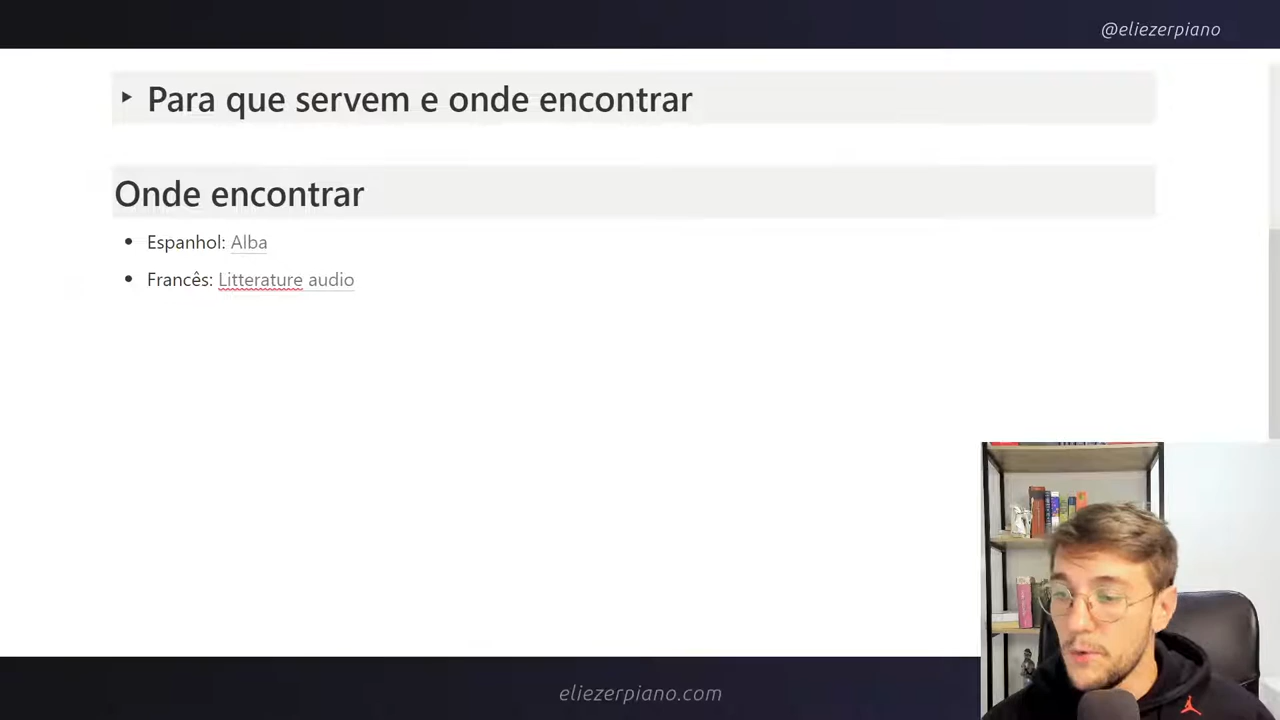 @eliezerpiano
Para que servem e onde encontrar
Onde encontrar
Espanhol: Alba
Francês: Litterature audio
eliezerpiano.com